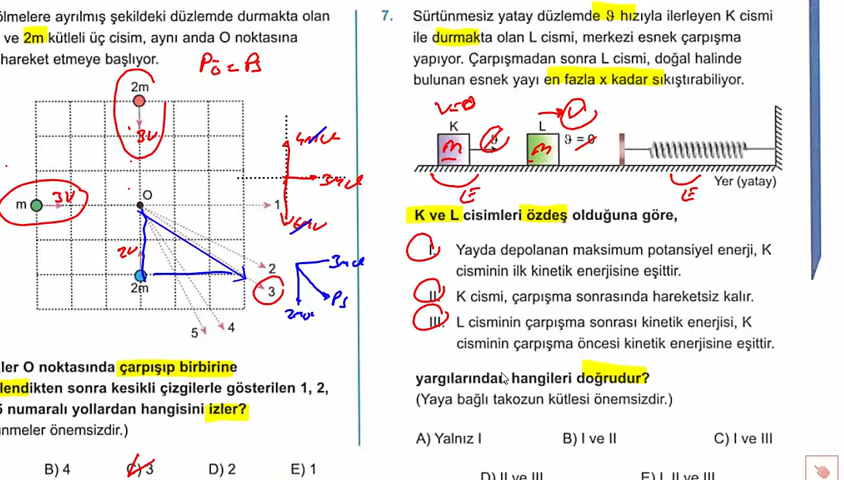 ölmelere ayrılmış şekildeki düzlemde durmakta olan
ve 2m kütleli üç cisim, aynı anda O noktasına
hareket etmeye başlıyor.
2m
3V
m
3V
O
1
2V
2m
2
3
4
5
3mV
Ps
ler O noktasında çarpışıp birbirine
lendikten sonra kesikli çizgilerle gösterilen 1, 2,
5 numaralı yollardan hangisini izler?
nmeler önemsizdir.)
B) 4 C) 3 D) 2 E) 1
7. Sürtünmesiz yatay düzlemde ϑ hızıyla ilerleyen K cismi
ile durmakta olan L cismi, merkezi esnek çarpışma
yapıyor. Çarpışmadan sonra L cismi, doğal halinde
bulunan esnek yayı en fazla x kadar sıkıştırabiliyor.
V=0
K
m
ϑ
L
m
ϑ = 0
E
E
Yer (yatay)
K ve L cisimleri özdeş olduğuna göre,
I. Yayda depolanan maksimum potansiyel enerji, K
cisminin ilk kinetik enerjisine eşittir.
II. K cismi, çarpışma sonrasında hareketsiz kalır.
III. L cisminin çarpışma sonrası kinetik enerjisi, K
cisminin çarpışma öncesi kinetik enerjisine eşittir.
yargılarından hangileri doğrudur?
(Yaya bağlı takozun kütlesi önemsizdir.)
A) Yalnız I B) I ve II C) I ve III
D) II ve III E) I, II ve III